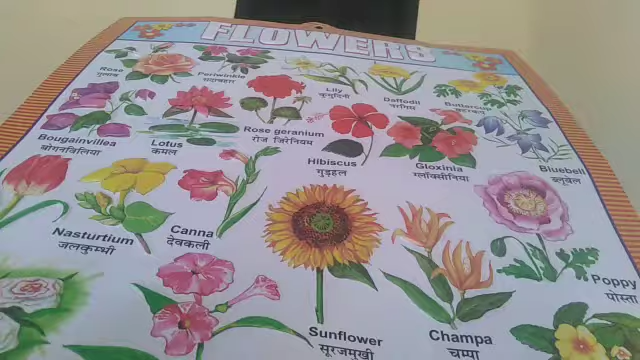 FLOWERS
Rose
गुलाब
Periwinkle
सदाबहार
Lily
कुमुदिनी
Daffodil
नरगिस
Buttercup
Bougainvillea
बोगनविलिया
Lotus
कमल
Rose geranium
रोज जिरेनियम
Hibiscus
गुड़हल
Gloxinia
ग्लॉक्सीनिया
Bluebell
ब्लूबेल
Nasturtium
जलकुम्भी
Canna
देवकली
Sunflower
सूरजमुखी
Champa
चम्पा
Poppy
पोस्ता